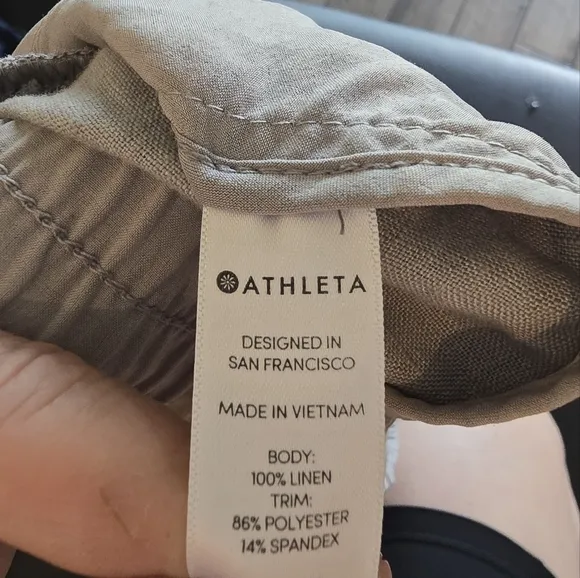 ATHLETA
DESIGNED IN
SAN FRANCISCO
MADE IN VIETNAM
BODY:
100% LINEN
TRIM:
86% POLYESTER
14% SPANDEX